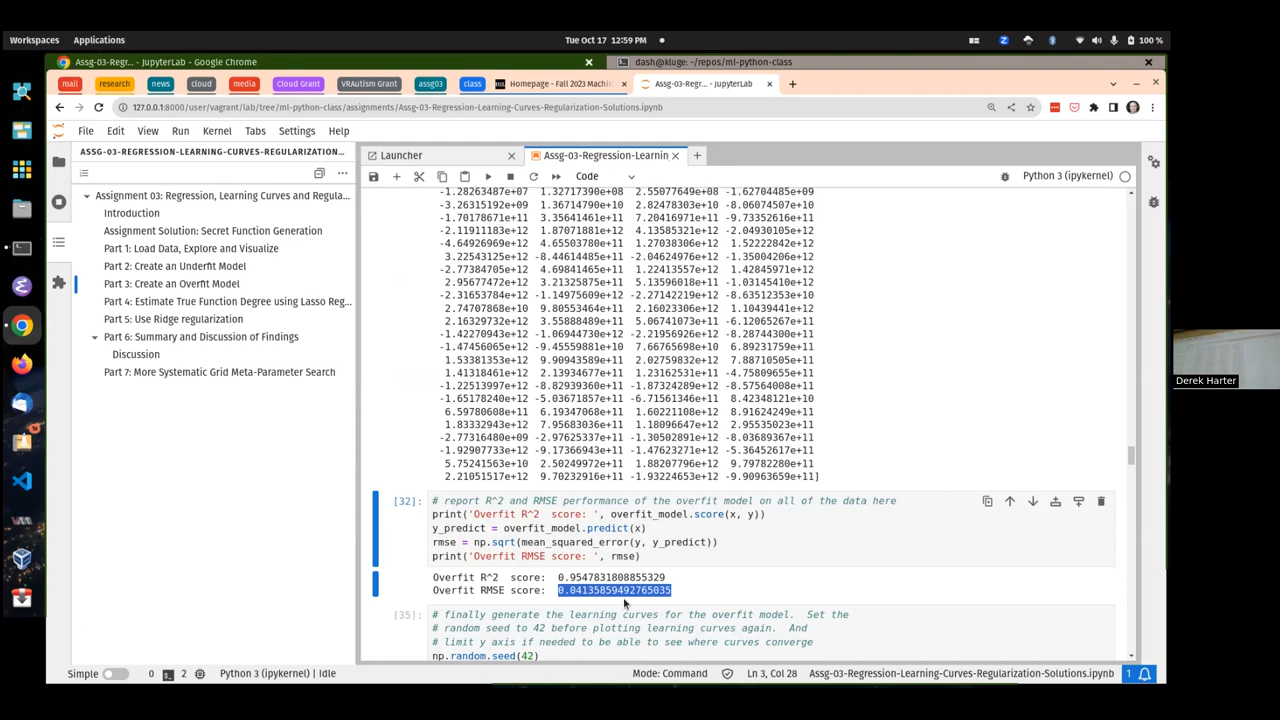 Workspaces Applications Tue Oct 17 12:59 PM 100 %
Assg-03-Regr... - JupyterLab - Google Chrome dash@kluge: ~/repos/ml-python-class
mail research news cloud media Cloud Grant VRAutism Grant assg03 class Homepage - Fall 2023 Machin Assg-03-Regr... - JupyterLab
127.0.0.1:8000/user/vagrant/lab/tree/ml-python-class/assignments/Assg-03-Regression-Learning-Curves-Regularization-Solutions.ipynb
File Edit View Run Kernel Tabs Settings Help
ASSG-03-REGRESSION-LEARNING-CURVES-REGULARIZATION...
Launcher Assg-03-Regression-Learnin
Code Python 3 (ipykernel)
Assignment 03: Regression, Learning Curves and Regula...
Introduction
Assignment Solution: Secret Function Generation
Part 1: Load Data, Explore and Visualize
Part 2: Create an Underfit Model
Part 3: Create an Overfit Model
Part 4: Estimate True Function Degree using Lasso Reg...
Part 5: Use Ridge regularization
Part 6: Summary and Discussion of Findings
Discussion
Part 7: More Systematic Grid Meta-Parameter Search
-1.28263487e+07 1.32717390e+08 2.55077649e+08 -1.62704485e+09
-3.26315192e+09 1.36714790e+10 2.82478303e+10 -8.06074507e+10
-1.70178671e+11 3.35641461e+11 7.20416971e+11 -9.73352616e+11
-2.11911183e+12 1.87071881e+12 4.13585321e+12 -2.04590105e+12
-4.64926969e+12 4.65503780e+11 1.27038306e+12 1.52222842e+12
3.22543125e+12 -8.44614485e+11 -2.04624976e+12 -1.35004206e+12
-2.77384705e+12 4.69841465e+11 1.22413557e+12 1.42845971e+12
2.95677472e+12 3.21325875e+11 5.13596018e+11 -1.03145410e+12
-2.31653784e+12 -1.14975609e+12 -2.27142219e+12 -8.63512353e+10
2.74707868e+10 9.80553464e+11 2.16023306e+12 1.10439441e+12
2.16329732e+12 3.55888489e+11 5.06741073e+11 -6.12065267e+11
-1.42270943e+12 -1.06944730e+12 -2.21956926e+12 -8.28744300e+11
-1.47456065e+12 -9.45559881e+10 7.66765698e+10 6.89231759e+11
1.53381353e+12 9.90943589e+11 2.02759832e+12 7.88710505e+11
1.41318461e+12 2.13934677e+11 1.23162531e+11 -4.75809655e+11
-1.22513997e+12 -8.82939360e+11 -1.87324289e+12 -8.57564008e+11
-1.65178240e+12 -5.03671857e+11 -6.71561346e+11 8.42348121e+10
6.59780608e+11 6.19347068e+11 1.60221108e+12 8.91624249e+11
1.83332943e+12 7.95618063e+11 1.18096647e+12 2.95535023e+11
-2.77316480e+09 -2.97625337e+11 -1.30502891e+12 -8.03689367e+11
-1.92907733e+12 -9.17366943e+11 -1.47623271e+12 -5.36452617e+11
5.75241563e+10 2.50249972e+11 1.88207796e+12 9.79782280e+11
2.21051517e+12 9.70232916e+11 -1.93224653e+12 -9.90963659e+11]
[32]: # report R^2 and RMSE performance of the overfit model on all of the data here
print('Overfit R^2 score: ', overfit_model.score(x, y))
y_predict = overfit_model.predict(x)
rmse = np.sqrt(mean_squared_error(y, y_predict))
print('Overfit RMSE score: ', rmse)
Overfit R^2 score: 0.9547831808855329
Overfit RMSE score: 0.04135859492765035
[35]: # finally generate the learning curves for the overfit model. Set the
# random seed to 42 before plotting learning curves again. And
# limit y axis if needed to be able to see where curves converge
np.random.seed(42)
Simple 0 2 Python 3 (ipykernel) | Idle Mode: Command Ln 3, Col 28 Assg-03-Regression-Learning-Curves-Regularization-Solutions.ipynb 1
Derek Harter